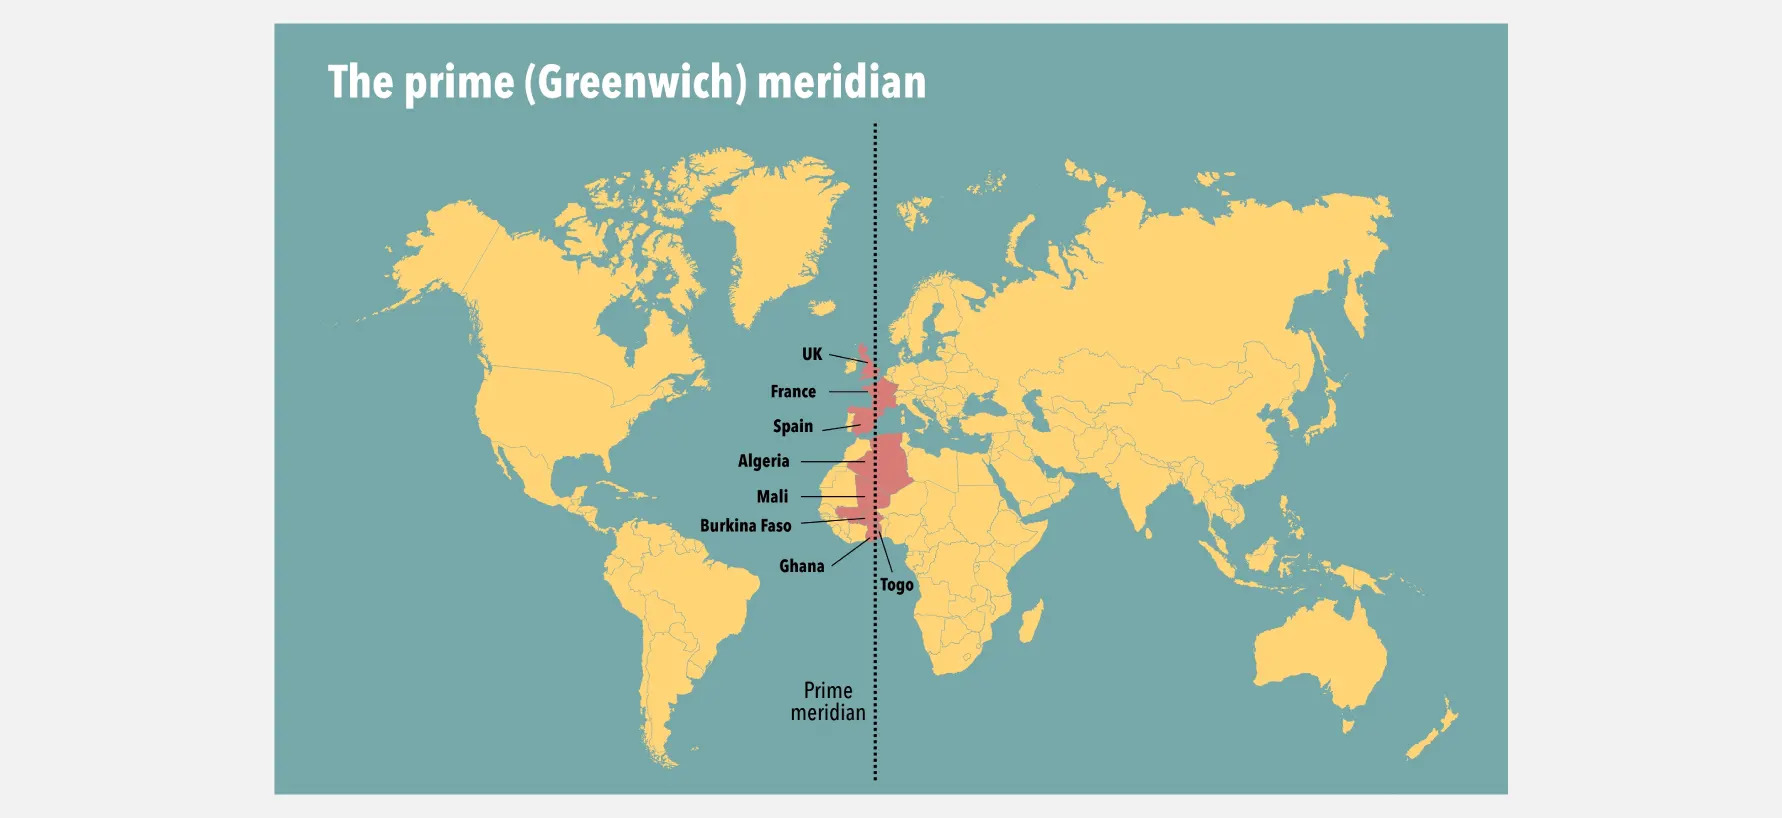 The prime (Greenwich) meridian
UK
France
Spain
Algeria
Mali
Burkina Faso
Ghana
Togo
Prime
meridian